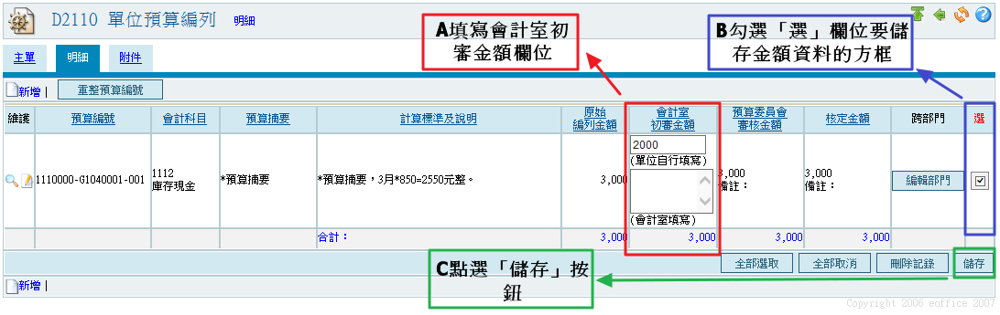 D2110 單位預算編列 明細
A填寫會計室初
審金額欄位
B勾選「選」欄位要儲
存金額資料的方框
主單 明細 附件
新增 | 重整預算編號
維護 預算編號 會計科目 預算摘要 計算標準及說明 原始
編列金額 會計室
初審金額 預算委員會
審核金額 核定金額 跨部門 選
1110000-G1040001-001 1112
庫存現金 *預算摘要 *預算摘要，3月*850=2550元整。 3,000 2000
(單位自行填寫)
(會計室填寫) 3,000
備註： 3,000
備註： 編輯部門
合計： 3,000 3,000 3,000 3,000
全部選取 全部取消 刪除記錄 儲存
C點選「儲存」按
鈕
新增 |
Copyright 2006 eoffice 2007